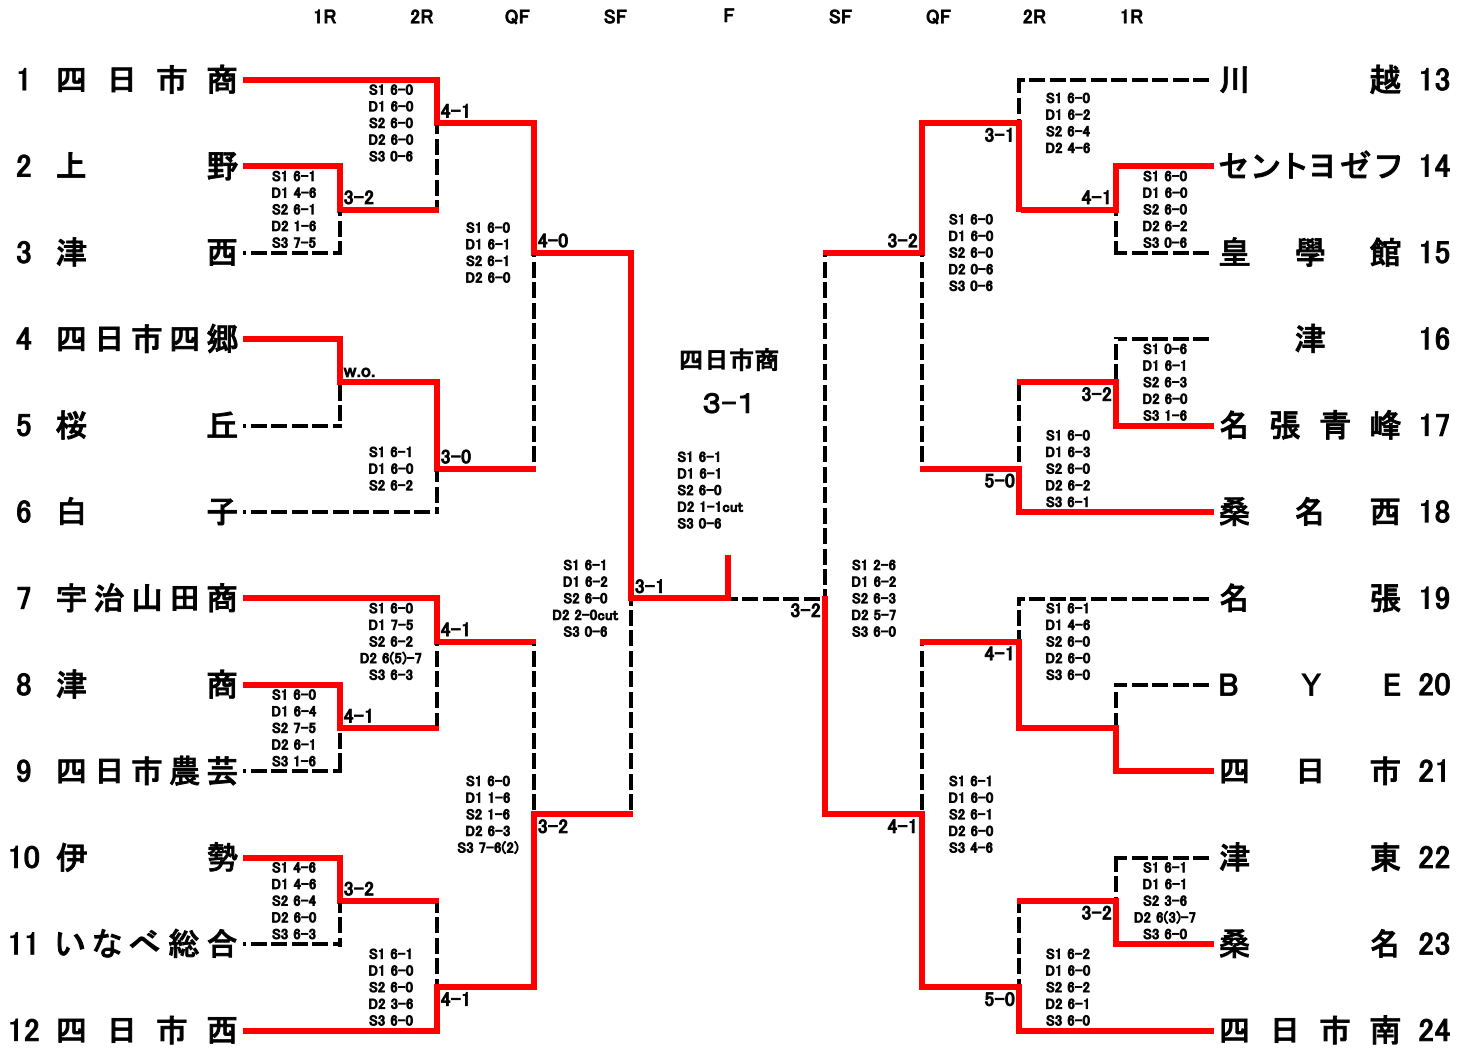 1R 2R QF SF F SF QF 2R 1R
1 四日市商
S1 6-0
D1 6-0
S2 6-0
D2 6-0
S3 0-6
4-1
2 上野
S1 6-1
D1 4-6
S2 6-1
D2 1-6
S3 7-5
3-2
3 津西
S1 6-0
D1 6-1
S2 6-1
D2 6-0
4-0
4 四日市四郷
w.o.
5 桜丘
S1 6-1
D1 6-0
S2 6-2
3-0
6 白子
S1 6-1
D1 6-2
S2 6-0
D2 2-0cut
S3 0-6
3-1
7 宇治山田商
S1 6-0
D1 7-5
S2 6-2
D2 6(5)-7
S3 6-3
4-1
8 津商
S1 6-0
D1 6-4
S2 7-5
D2 6-1
S3 1-6
4-1
9 四日市農芸
S1 6-0
D1 1-6
S2 1-6
D2 6-3
S3 7-6(2)
3-2
10 伊勢
S1 4-6
D1 4-6
S2 6-4
D2 6-0
S3 6-3
3-2
11 いなべ総合
S1 6-1
D1 6-0
S2 6-0
D2 3-6
S3 6-0
4-1
12 四日市西
四日市商
3-1
S1 6-1
D1 6-1
S2 6-0
D2 1-1cut
S3 0-6
川越 13
S1 6-0
D1 6-2
S2 6-4
D2 4-6
3-1
セントヨゼフ 14
S1 6-0
D1 6-0
S2 6-0
D2 6-2
S3 0-6
4-1
皇學館 15
S1 6-0
D1 6-0
S2 6-0
D2 0-6
S3 0-6
3-2
津 16
S1 0-6
D1 6-1
S2 6-3
D2 6-0
S3 1-6
3-2
名張青峰 17
S1 6-0
D1 6-3
S2 6-0
D2 6-2
S3 6-1
5-0
桑名西 18
S1 2-6
D1 6-2
S2 6-3
D2 5-7
S3 6-0
3-2
名張 19
S1 6-1
D1 4-6
S2 6-0
D2 6-0
S3 6-0
4-1
BYE 20
四日市 21
S1 6-1
D1 6-0
S2 6-1
D2 6-0
S3 4-6
4-1
津東 22
S1 6-1
D1 6-1
S2 3-6
D2 6(3)-7
S3 6-0
3-2
桑名 23
S1 6-2
D1 6-0
S2 6-2
D2 6-1
S3 6-0
5-0
四日市南 24